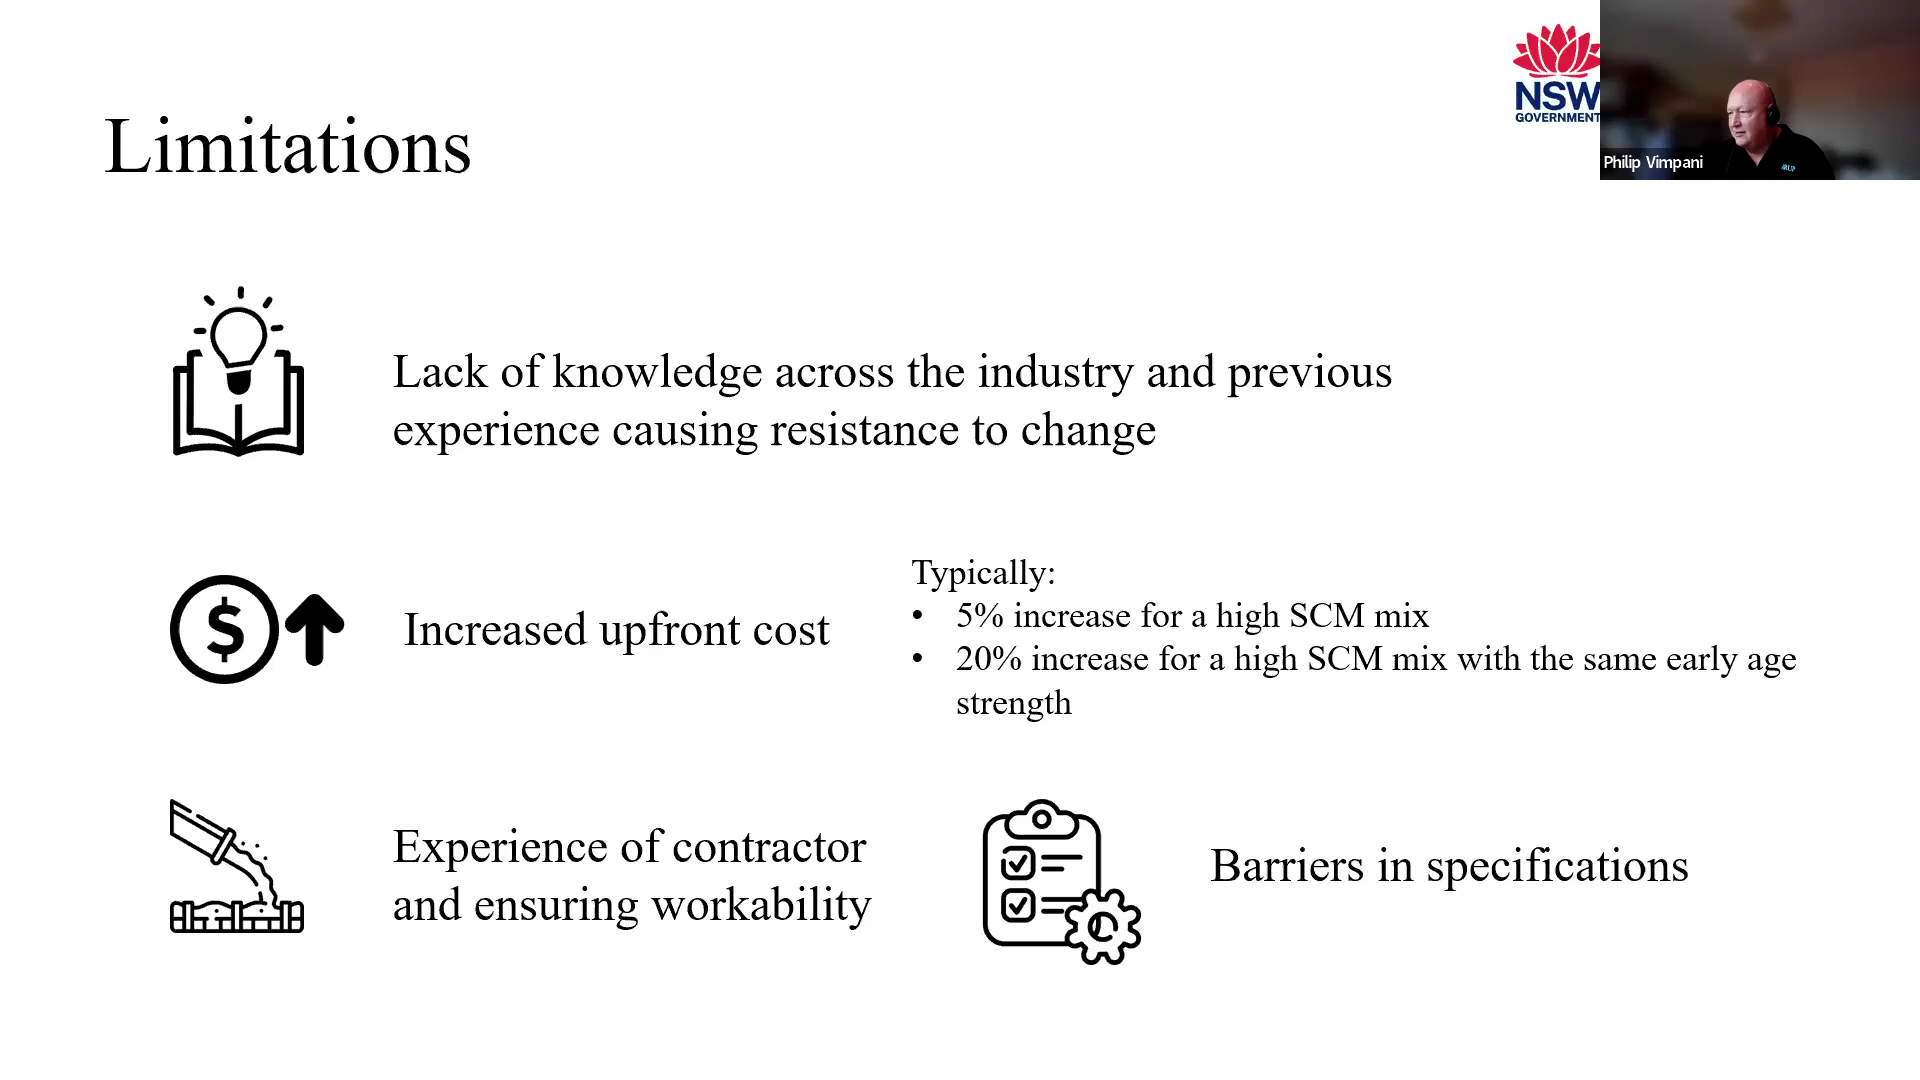 Limitations
NSW
GOVERNMENT
Philip Vimpani
ARUP
Lack of knowledge across the industry and previous
experience causing resistance to change
Increased upfront cost
Typically:
• 5% increase for a high SCM mix
• 20% increase for a high SCM mix with the same early age
strength
Experience of contractor
and ensuring workability
Barriers in specifications